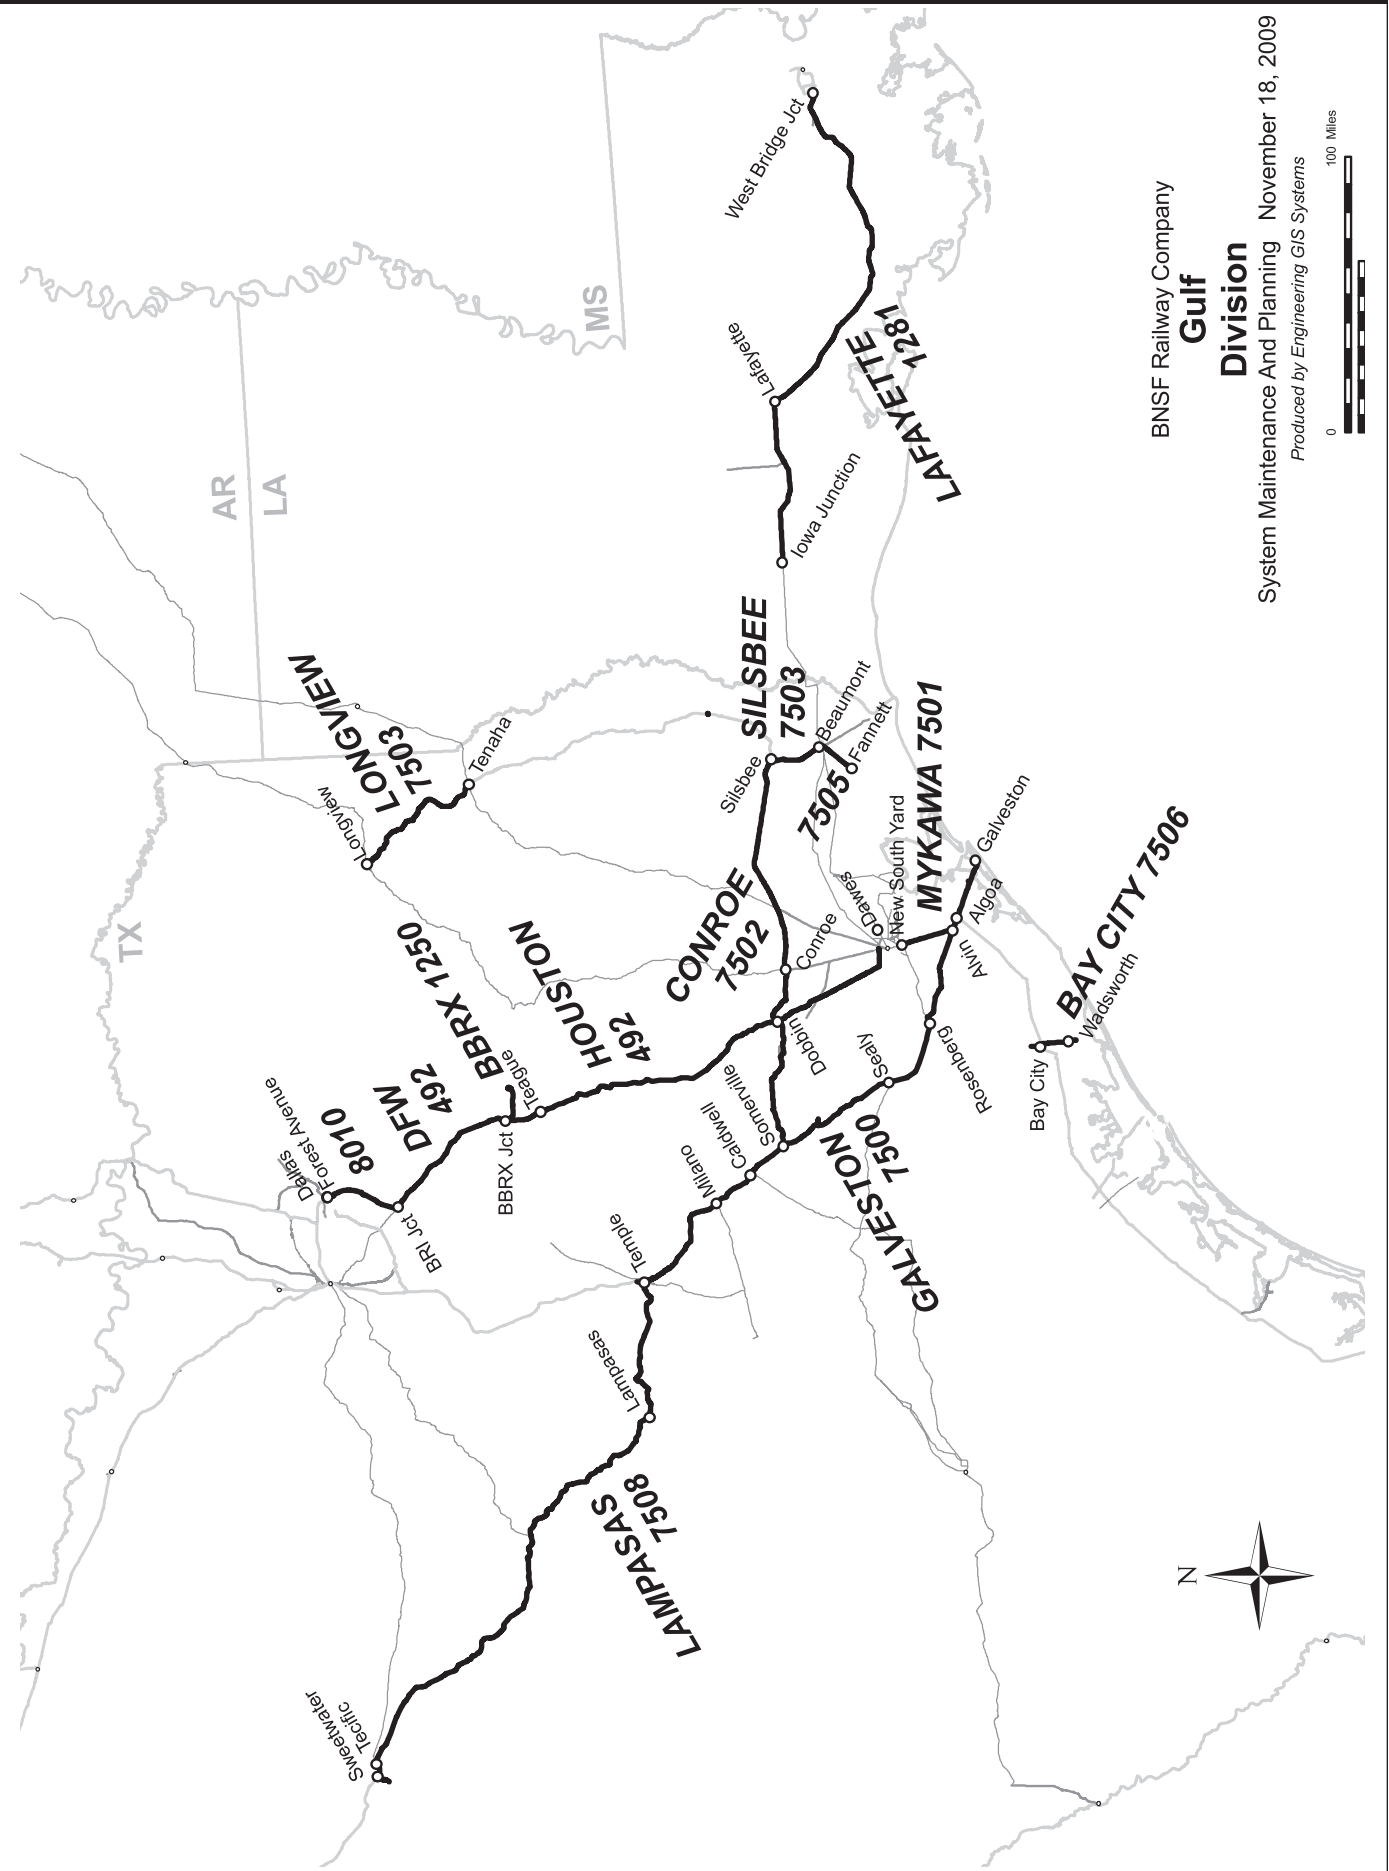 TX
AR
LA
MS
Sweetwater
Tecific
LAMPASAS
7508
Lampasas
Temple
Dallas
Forest Avenue
8010
DFW
492
BRI Jct
BBRX Jct
BBRX 1250
Teague
HOUSTON
492
Longview
LONGVIEW
7503
Tenaha
Milano
Caldwell
Somerville
GALVESTON
7500
Sealy
Rosenberg
Dobbin
CONROE
7502
Conroe
Silsbee
SILSBEE
7503
Beaumont
7505
Fannett
Dawes
New South Yard
MYKAWA 7501
Alvin
Algoa
Galveston
Bay City
Wadsworth
BAY CITY 7506
Iowa Junction
Lafayette
LAFAYETTE
1281
West Bridge Jct
N
BNSF Railway Company
Gulf
Division
System Maintenance And Planning November 18, 2009
Produced by Engineering GIS Systems
0 100 Miles